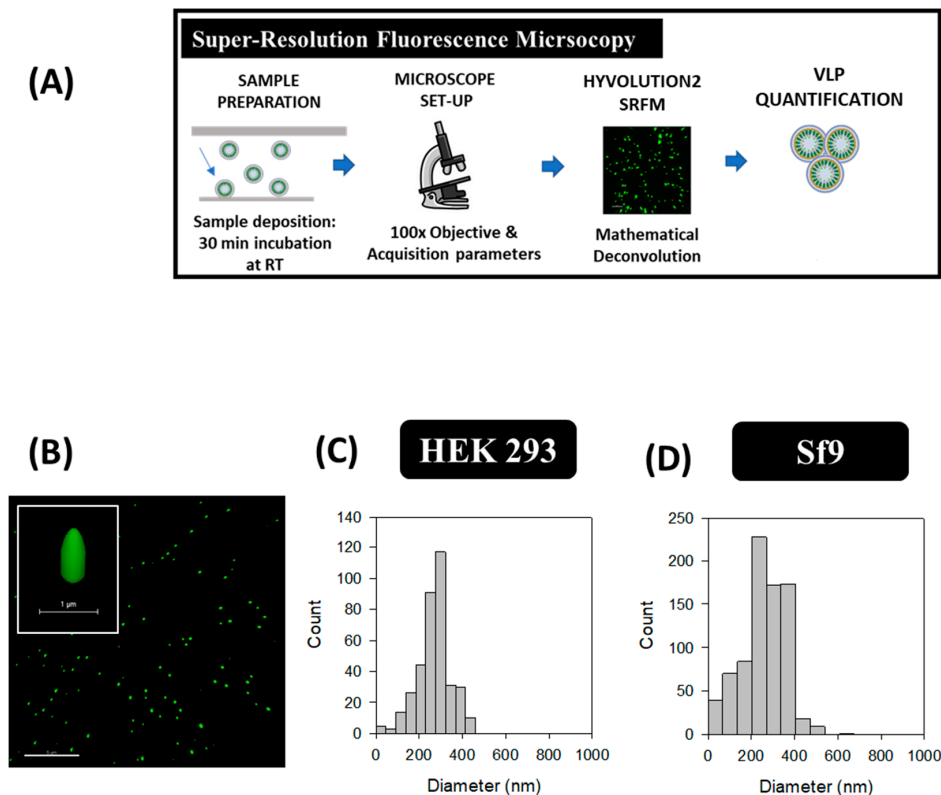 (A)
Super-Resolution Fluorescence Micrsocopy
SAMPLE
PREPARATION
Sample deposition:
30 min incubation
at RT
MICROSCOPE
SET-UP
100x Objective &
Acquisition parameters
HYVOLUTION2
SRFM
Mathematical
Deconvolution
VLP
QUANTIFICATION
(B)
1 μm
(C)
HEK 293
140
120
100
80
60
40
20
0
Count
0 200 400 600 800 1000
Diameter (nm)
(D)
Sf9
250
200
150
100
50
0
Count
0 200 400 600 800 1000
Diameter (nm)